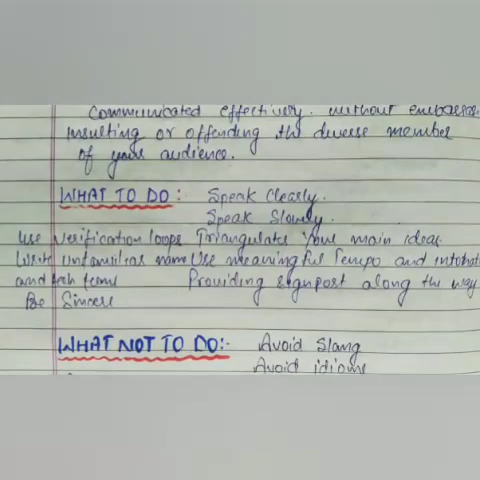 Communicated effectively. without embarras
insulting or offending the diverse member
of your audience.
WHAT TO DO: Speak Clearly.
Speak Slowly.
Use verification loops Triangulates your main ideas
Write unfamiliar name Use meaningful Tempo and
and tech terms Providing signpost along the way
Be Sincere
WHAT NOT TO DO:- Avoid Slang
Avoid idioms